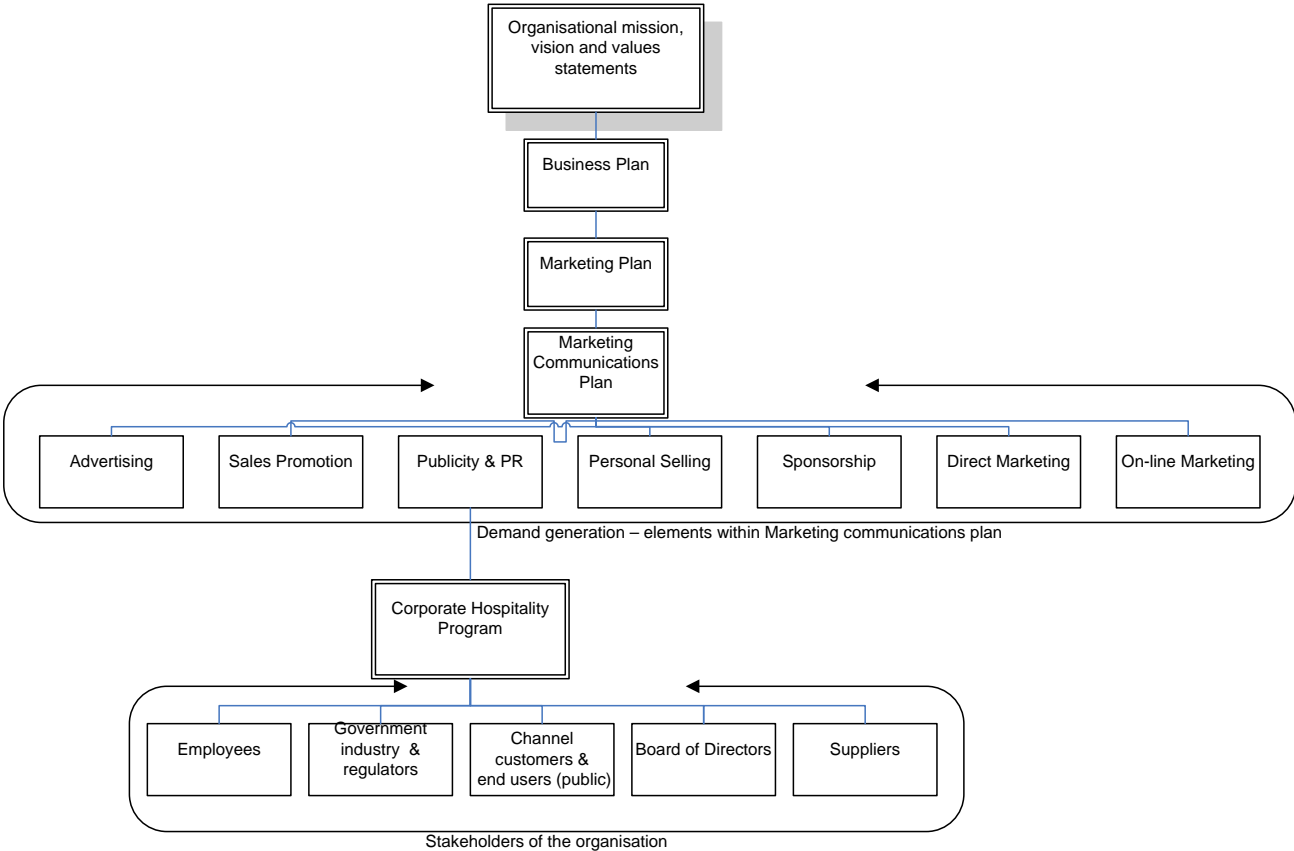 Organisational mission,
vision and values
statements
Business Plan
Marketing Plan
Marketing
Communications
Plan
Advertising
Sales Promotion
Publicity & PR
Personal Selling
Sponsorship
Direct Marketing
On-line Marketing
Demand generation – elements within Marketing communications plan
Corporate Hospitality
Program
Employees
Government
industry &
regulators
Channel
customers &
end users (public)
Board of Directors
Suppliers
Stakeholders of the organisation